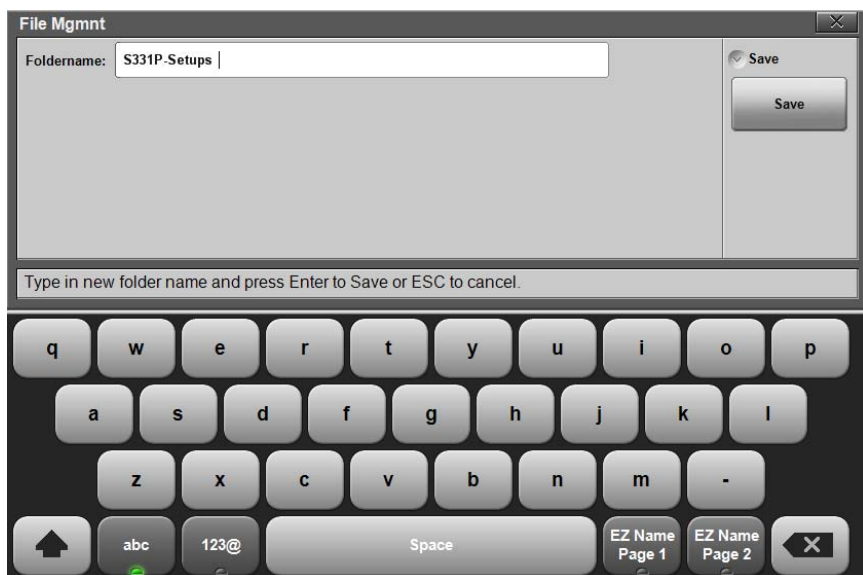 File Mgmnt
Foldername: S331P-Setups
Save
Save
Type in new folder name and press Enter to Save or ESC to cancel.
q w e r t y u i o p
a s d f g h j k l
z x c v b n m -
abc 123@ Space EZ Name Page 1 EZ Name Page 2